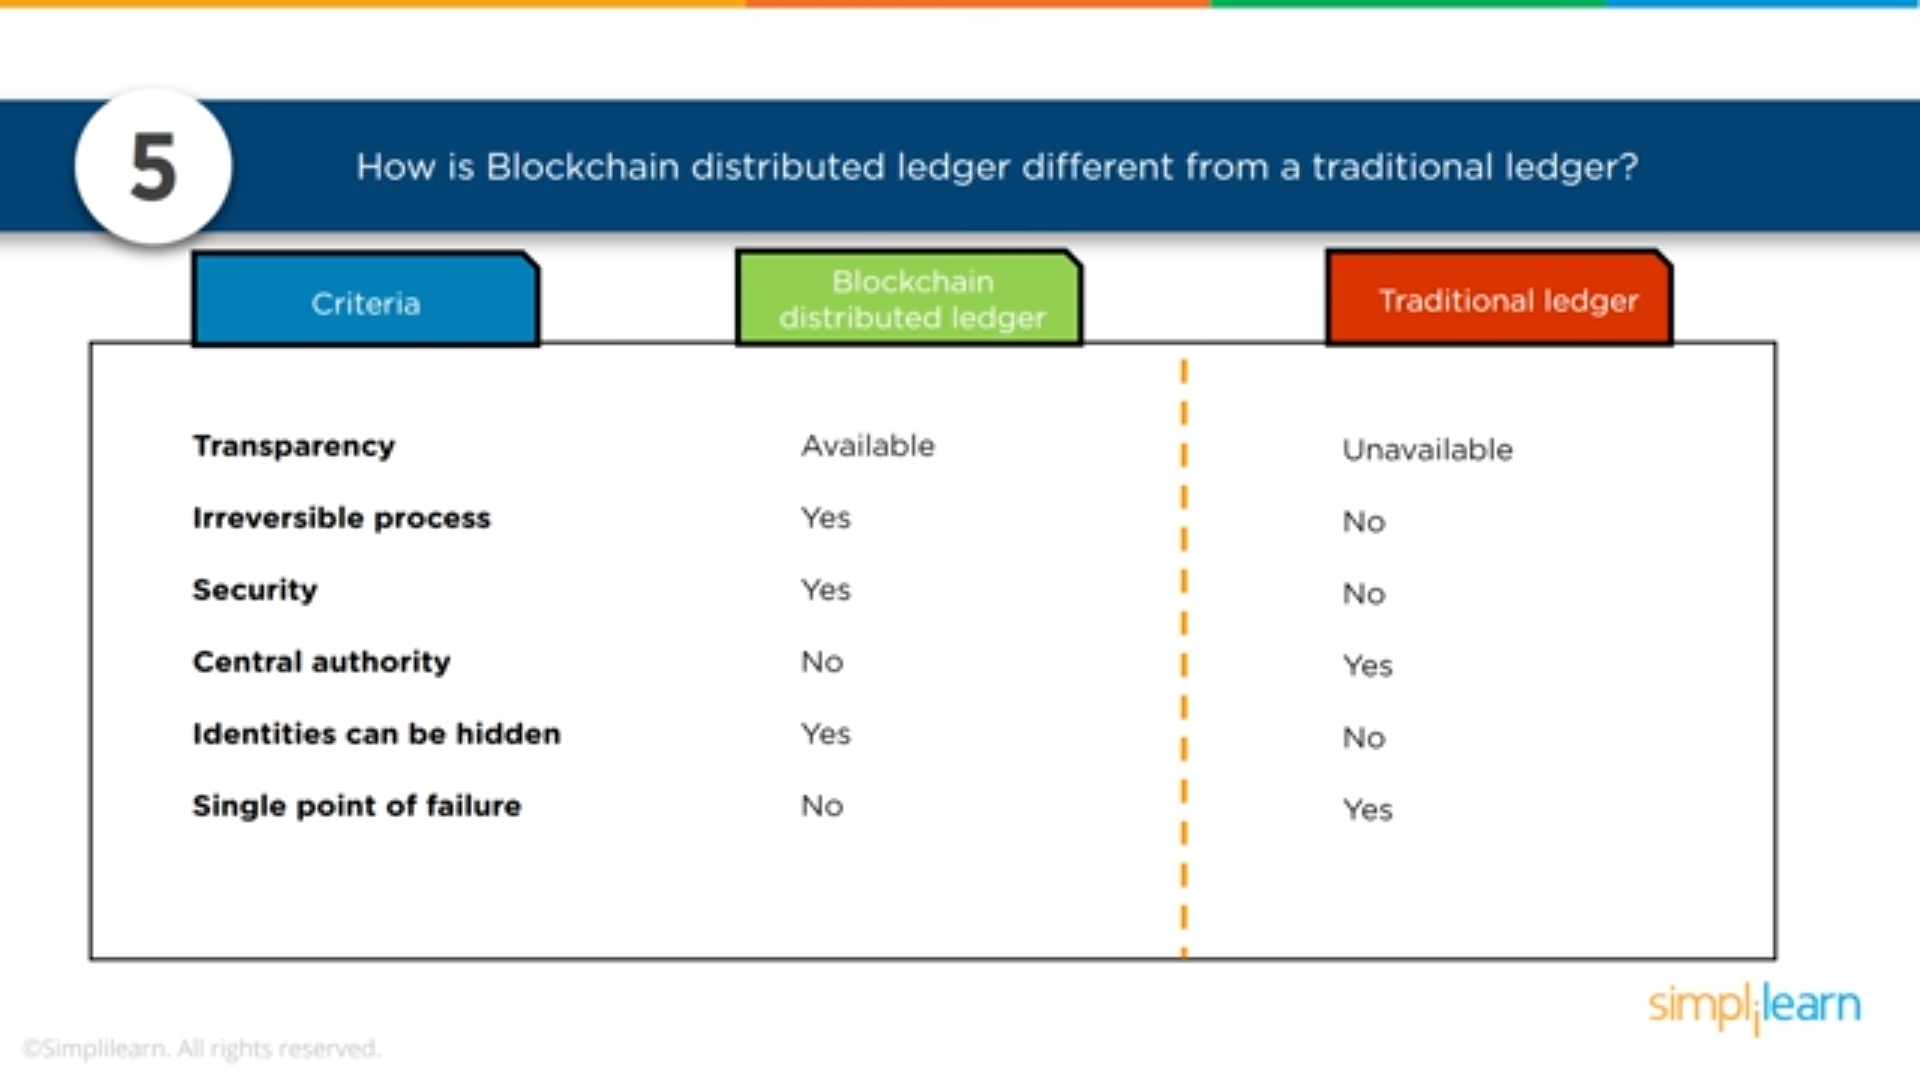 5
How is Blockchain distributed ledger different from a traditional ledger?
Criteria
Blockchain
distributed ledger
Traditional ledger
Transparency Available Unavailable
Irreversible process Yes No
Security Yes No
Central authority No Yes
Identities can be hidden Yes No
Single point of failure No Yes
simplilearn
©Simplilearn. All rights reserved.